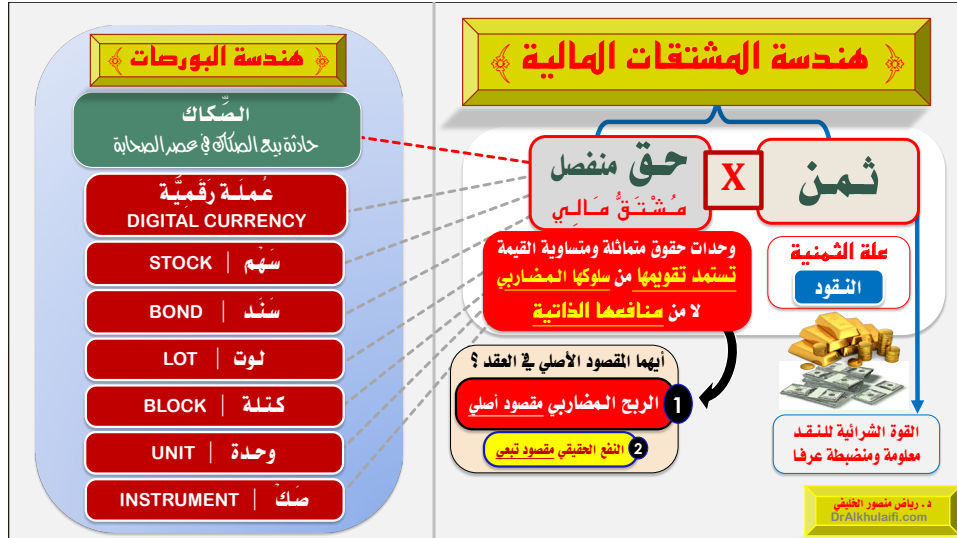 هندسة المشتقات المالية
ثمن
X
حق منفصل
مُشْتَقٌّ مَالِي
علة الثمنية
النقود
وحدات حقوق متماثلة ومتساوية القيمة
تستمد تقويمها من سلوكها المضاربي
لا من منافعها الذاتية
أيهما المقصود الأصلي في العقد ؟
1 الربح المضاربي مقصود أصلي
2 النفع الحقيقي مقصود تبعي
القوة الشرائية للنقد
معلومة ومنضبطة عرفا
د. رياض منصور الخليفي
DrAlkhulaifi.com
هندسة البورصات
الصِّكاك
حادثة بيع الصكاك في عصر الصحابة
عُملَة رَقَمِيَّة
DIGITAL CURRENCY
سَهْم | STOCK
سَنَد | BOND
لوت | LOT
كتلة | BLOCK
وحدة | UNIT
صَكّ | INSTRUMENT